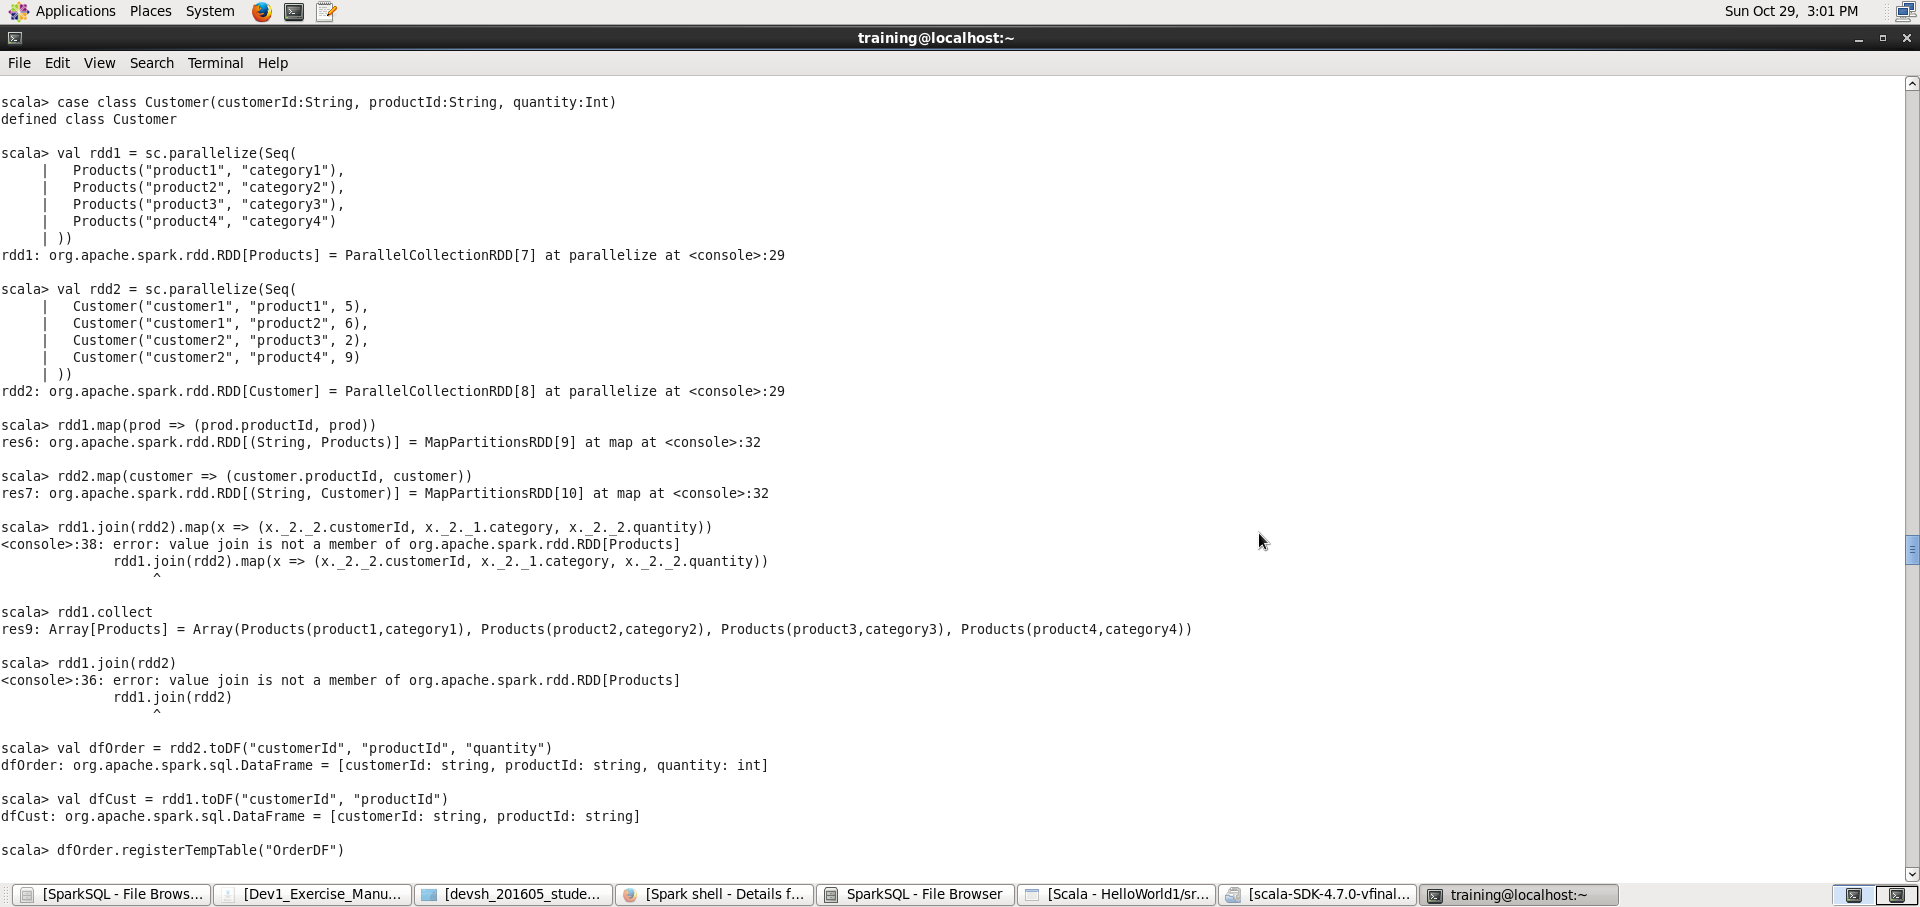 Applications Places System
Sun Oct 29, 3:01 PM
training@localhost:~
File Edit View Search Terminal Help
scala> case class Customer(customerId:String, productId:String, quantity:Int)
defined class Customer
scala> val rdd1 = sc.parallelize(Seq(
     |   Products("product1", "category1"),
     |   Products("product2", "category2"),
     |   Products("product3", "category3"),
     |   Products("product4", "category4")
     | ))
rdd1: org.apache.spark.rdd.RDD[Products] = ParallelCollectionRDD[7] at parallelize at <console>:29
scala> val rdd2 = sc.parallelize(Seq(
     |   Customer("customer1", "product1", 5),
     |   Customer("customer1", "product2", 6),
     |   Customer("customer2", "product3", 2),
     |   Customer("customer2", "product4", 9)
     | ))
rdd2: org.apache.spark.rdd.RDD[Customer] = ParallelCollectionRDD[8] at parallelize at <console>:29
scala> rdd1.map(prod => (prod.productId, prod))
res6: org.apache.spark.rdd.RDD[(String, Products)] = MapPartitionsRDD[9] at map at <console>:32
scala> rdd2.map(customer => (customer.productId, customer))
res7: org.apache.spark.rdd.RDD[(String, Customer)] = MapPartitionsRDD[10] at map at <console>:32
scala> rdd1.join(rdd2).map(x => (x._2._2.customerId, x._2._1.category, x._2._2.quantity))
<console>:38: error: value join is not a member of org.apache.spark.rdd.RDD[Products]
              rdd1.join(rdd2).map(x => (x._2._2.customerId, x._2._1.category, x._2._2.quantity))
                   ^
scala> rdd1.collect
res9: Array[Products] = Array(Products(product1,category1), Products(product2,category2), Products(product3,category3), Products(product4,category4))
scala> rdd1.join(rdd2)
<console>:36: error: value join is not a member of org.apache.spark.rdd.RDD[Products]
              rdd1.join(rdd2)
                   ^
scala> val dfOrder = rdd2.toDF("customerId", "productId", "quantity")
dfOrder: org.apache.spark.sql.DataFrame = [customerId: string, productId: string, quantity: int]
scala> val dfCust = rdd1.toDF("customerId", "productId")
dfCust: org.apache.spark.sql.DataFrame = [customerId: string, productId: string]
scala> dfOrder.registerTempTable("OrderDF")
[SparkSQL - File Brows... [Dev1_Exercise_Manu... [devsh_201605_stude... [Spark shell - Details f... SparkSQL - File Browser [Scala - HelloWorld1/sr... [scala-SDK-4.7.0-vfinal... training@localhost:~